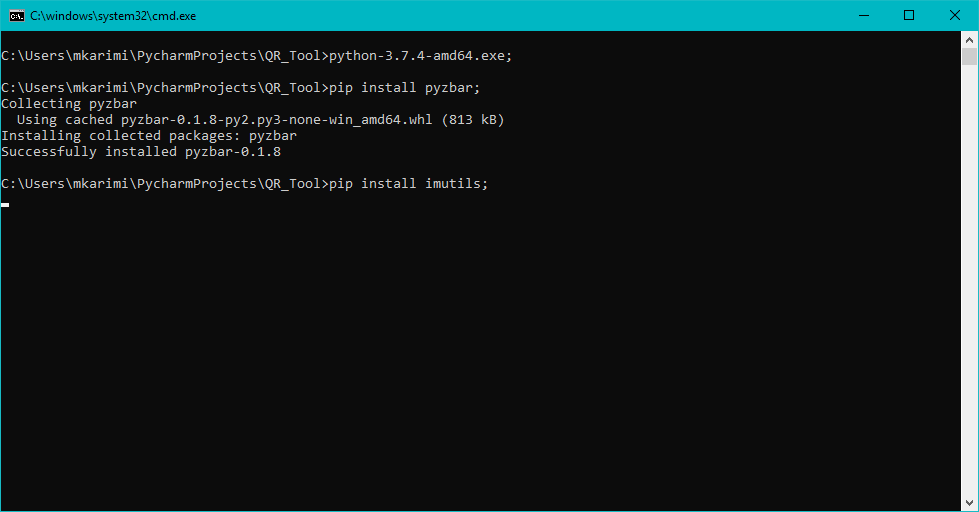 C:\windows\system32\cmd.exe
C:\Users\mkarimi\PycharmProjects\QR_Tool>python-3.7.4-amd64.exe;
C:\Users\mkarimi\PycharmProjects\QR_Tool>pip install pyzbar;
Collecting pyzbar
  Using cached pyzbar-0.1.8-py2.py3-none-win_amd64.whl (813 kB)
Installing collected packages: pyzbar
Successfully installed pyzbar-0.1.8
C:\Users\mkarimi\PycharmProjects\QR_Tool>pip install imutils;